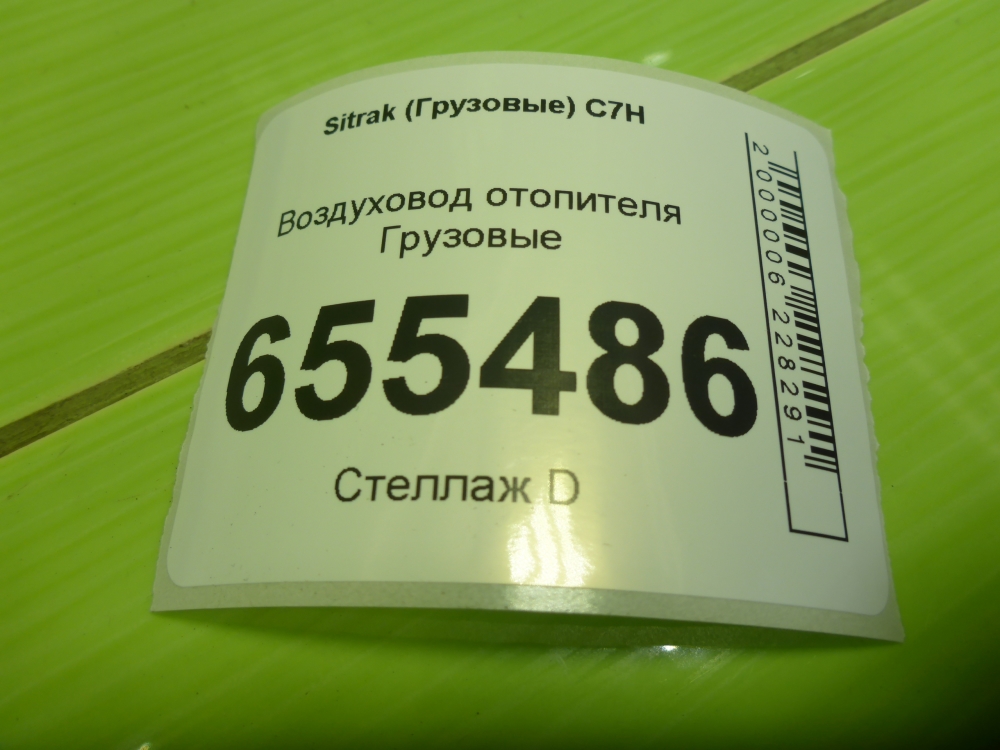 Sitrak (Грузовые) C7H
Воздуховод отопителя
Грузовые
655486
Стеллаж D
2000006228291